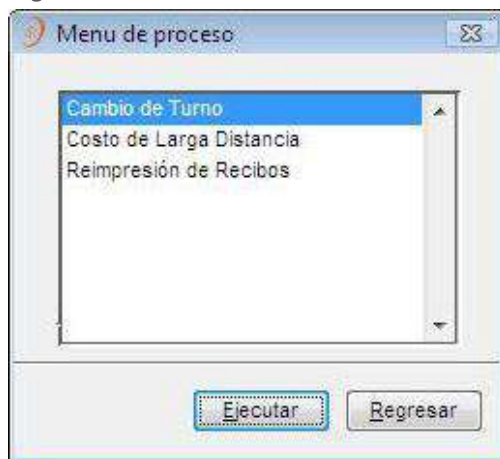 Menu de proceso
Cambio de Turno
Costo de Larga Distancia
Reimpresión de Recibos
Ejecutar
Regresar